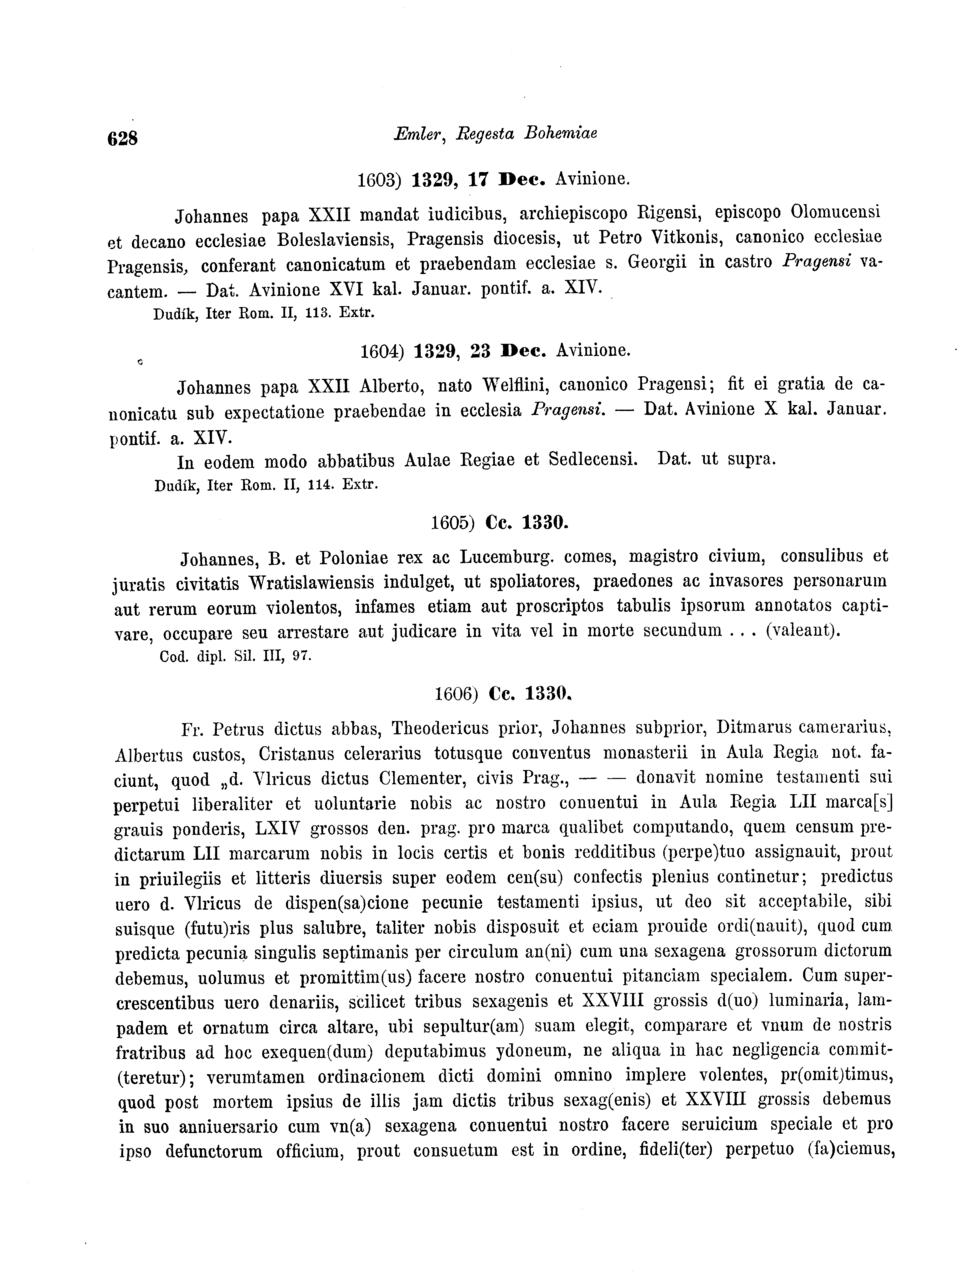 628
Emler, Regesta Bohemiae
1603) 1329, 17 Dec. Avinione.
Johannes papa XXII mandat iudicibus, archiepiscopo Rigensi, episcopo Olomucensi
et decano ecclesiae Boleslaviensis, Pragensis diocesis, ut Petro Vitkonis, canonico ecclesiae
Pragensis, conferant canonicatum et praebendam ecclesiae s. Georgii in castro Pragensi va-
cantem. — Dat. Avinione XVI kal. Januar. pontif. a. XIV.
Dudík, Iter Rom. II, 113. Extr.
1604) 1329, 23 Dec. Avinione.
Johannes papa XXII Alberto, nato Welflini, canonico Pragensi; fit ei gratia de ca-
nonicatu sub expectatione praebendae in ecclesia Pragensi. — Dat. Avinione X kal. Januar.
pontif. a. XIV.
In eodem modo abbatibus Aulae Regiae et Sedlecensi. Dat. ut supra.
Dudík, Iter Rom. II, 114. Extr.
1605) Cc. 1330.
Johannes, B. et Poloniae rex ac Lucemburg. comes, magistro civium, consulibus et
juratis civitatis Wratislawiensis indulget, ut spoliatores, praedones ac invasores personarum
aut rerum eorum violentos, infames etiam aut proscriptos tabulis ipsorum annotatos capti-
vare, occupare seu arrestare aut judicare in vita vel in morte secundum . . . (valeant).
Cod. dipl. Sil. III, 97.
1606) Cc. 1330.
Fr. Petrus dictus abbas, Theodericus prior, Johannes subprior, Ditmarus camerarius,
Albertus custos, Cristanus celerarius totusque conventus monasterii in Aula Regia not. fa-
ciunt, quod „d. Vlricus dictus Clementer, civis Prag., — — donavit nomine testamenti sui
perpetui liberaliter et uoluntarie nobis ac nostro conuentui in Aula Regia LII marca[s]
grauis ponderis, LXIV grossos den. prag. pro marca qualibet computando, quem censum pre-
dictarum LII marcarum nobis in locis certis et bonis redditibus (perpe)tuo assignauit, prout
in priuilegiis et litteris diuersis super eodem cen(su) confectis plenius continetur; predictus
uero d. Vlricus de dispen(sa)cione pecunie testamenti ipsius, ut deo sit acceptabile, sibi
suisque (futu)ris plus salubre, taliter nobis disposuit et eciam prouide ordi(nauit), quod cum
predicta pecunia singulis septimanis per circulum an(ni) cum una sexagena grossorum dictorum
debemus, uolumus et promittim(us) facere nostro conuentui pitanciam specialem. Cum super-
crescentibus uero denariis, scilicet tribus sexagenis et XXVIII grossis d(uo) luminaria, lam-
padem et ornatum circa altare, ubi sepultur(am) suam elegit, comparare et vnum de nostris
fratribus ad hoc exequen(dum) deputabimus ydoneum, ne aliqua in hac negligencia commit-
(teretur); verumtamen ordinacionem dicti domini omnino implere volentes, pr(omit)timus,
quod post mortem ipsius de illis jam dictis tribus sexag(enis) et XXVIII grossis debemus
in suo anniuersario cum vn(a) sexagena conuentui nostro facere seruicium speciale et pro
ipso defunctorum officium, prout consuetum est in ordine, fideli(ter) perpetuo (fa)ciemus,